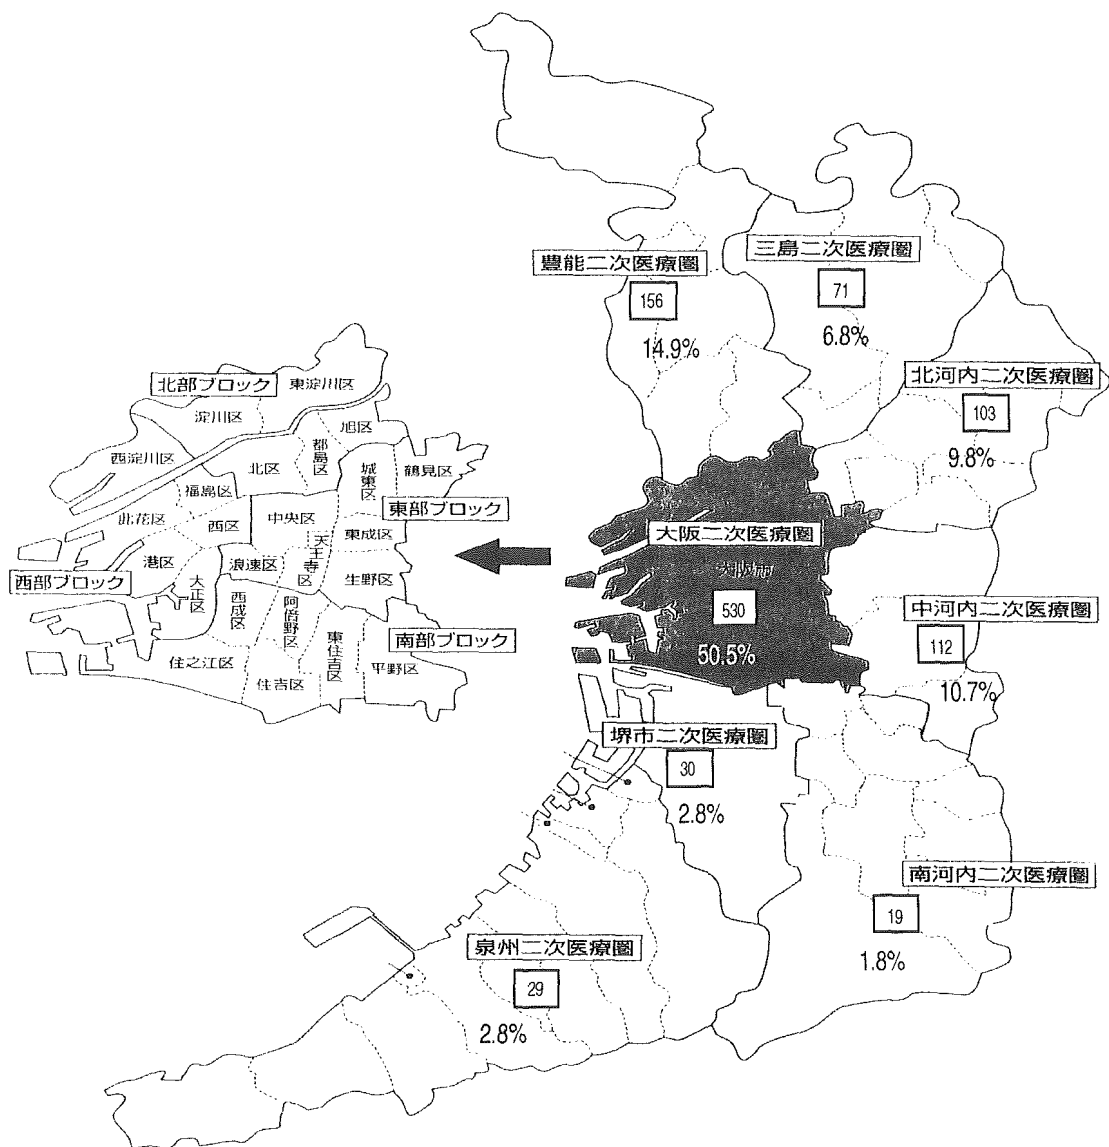 豊能二次医療圏
156
14.9%
三島二次医療圏
71
6.8%
北河内二次医療圏
103
9.8%
大阪二次医療圏
大阪市
530
50.5%
中河内二次医療圏
112
10.7%
堺市二次医療圏
30
2.8%
南河内二次医療圏
19
1.8%
泉州二次医療圏
29
2.8%
北部ブロック
東淀川区
淀川区
西淀川区
旭区
都島区
北区
福島区
城東区
鶴見区
東部ブロック
此花区
西区
中央区
東成区
西部ブロック
港区
大正区
浪速区
天王寺区
生野区
西成区
阿倍野区
南部ブロック
住之江区
住吉区
東住吉区
平野区